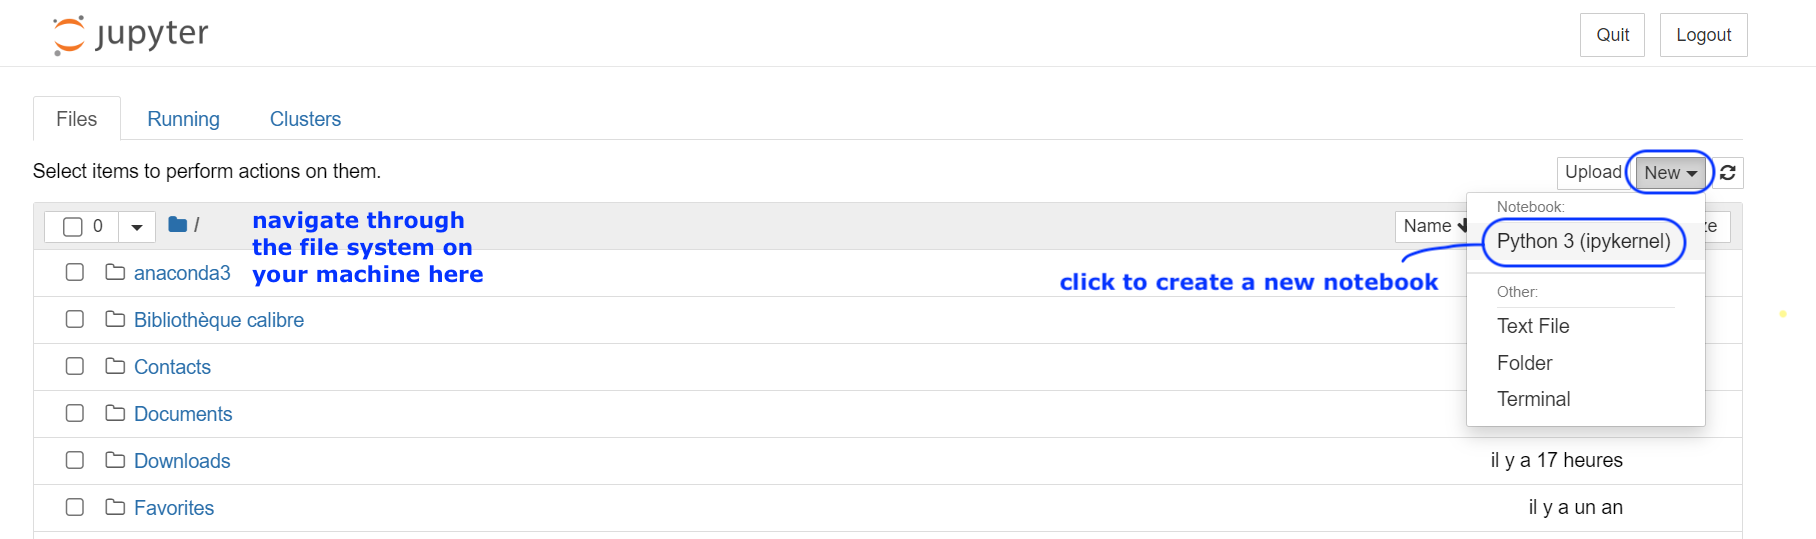 jupyter
Quit Logout
Files Running Clusters
Select items to perform actions on them.
Upload New
0 /
navigate through
the file system on
your machine here
Name
Notebook:
Python 3 (ipykernel)
click to create a new notebook
Other:
Text File
Folder
Terminal
anaconda3
Bibliothèque calibre
Contacts
Documents
Downloads il y a 17 heures
Favorites il y a un an